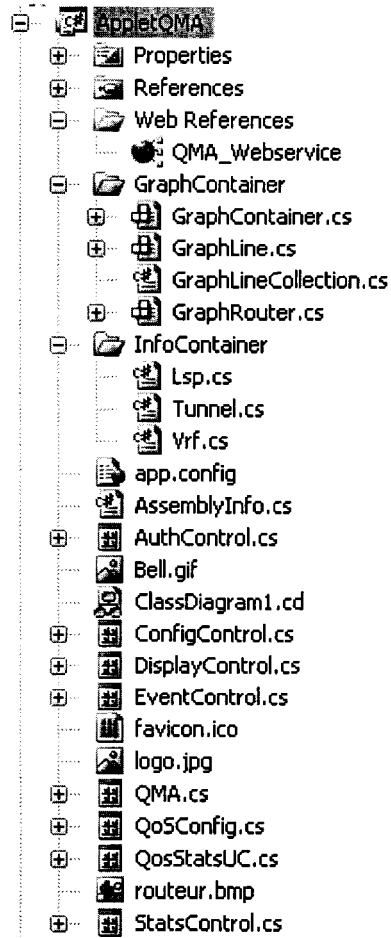 AppletQMA
Properties
References
Web References
QMA_Webservice
GraphContainer
GraphContainer.cs
GraphLine.cs
GraphLineCollection.cs
GraphRouter.cs
InfoContainer
Lsp.cs
Tunnel.cs
Vrf.cs
app.config
AssemblyInfo.cs
AuthControl.cs
Bell.gif
ClassDiagram1.cd
ConfigControl.cs
DisplayControl.cs
EventControl.cs
favicon.ico
logo.jpg
QMA.cs
QoSConfig.cs
QosStatsUC.cs
routeur.bmp
StatsControl.cs